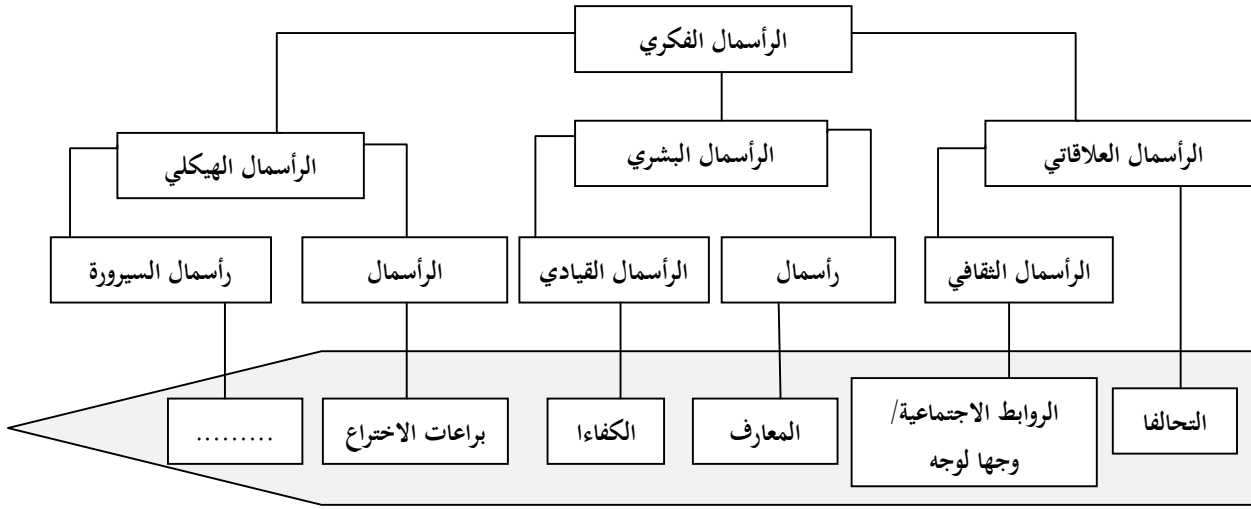 الرأسمال الفكري
الرأسمال العلاقاتي
الرأسمال البشري
الرأسمال الهيكلي
الرأسمال الثقافي
رأسمال
الرأسمال القيادي
الرأسمال
رأسمال السيرورة
التحالفا
الروابط الاجتماعية/
وجها لوجه
المعارف
الكفاءا
براعات الاختراع
.........